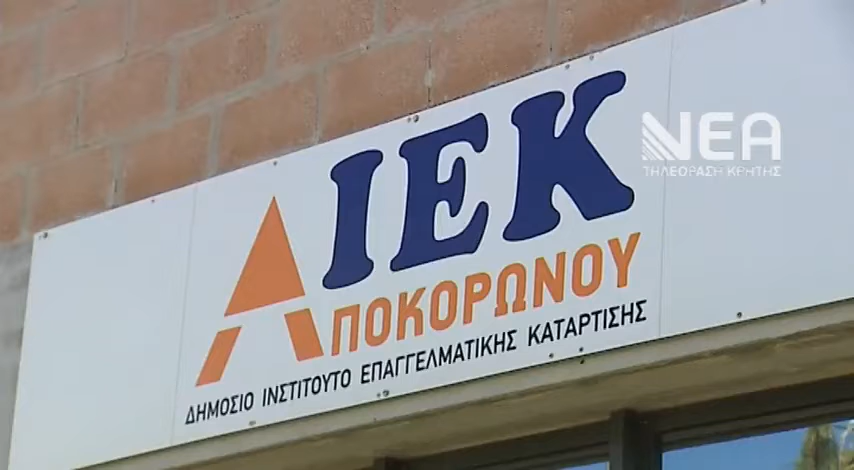 ΙΕΚ
ΑΠΟΚΟΡΩΝΟΥ
ΔΗΜΟΣΙΟ ΙΝΣΤΙΤΟΥΤΟ ΕΠΑΓΓΕΛΜΑΤΙΚΗΣ ΚΑΤΑΡΤΙΣΗΣ
ΝΕΑ
ΤΗΛΕΟΡΑΣΗ ΚΡΗΤΗΣ